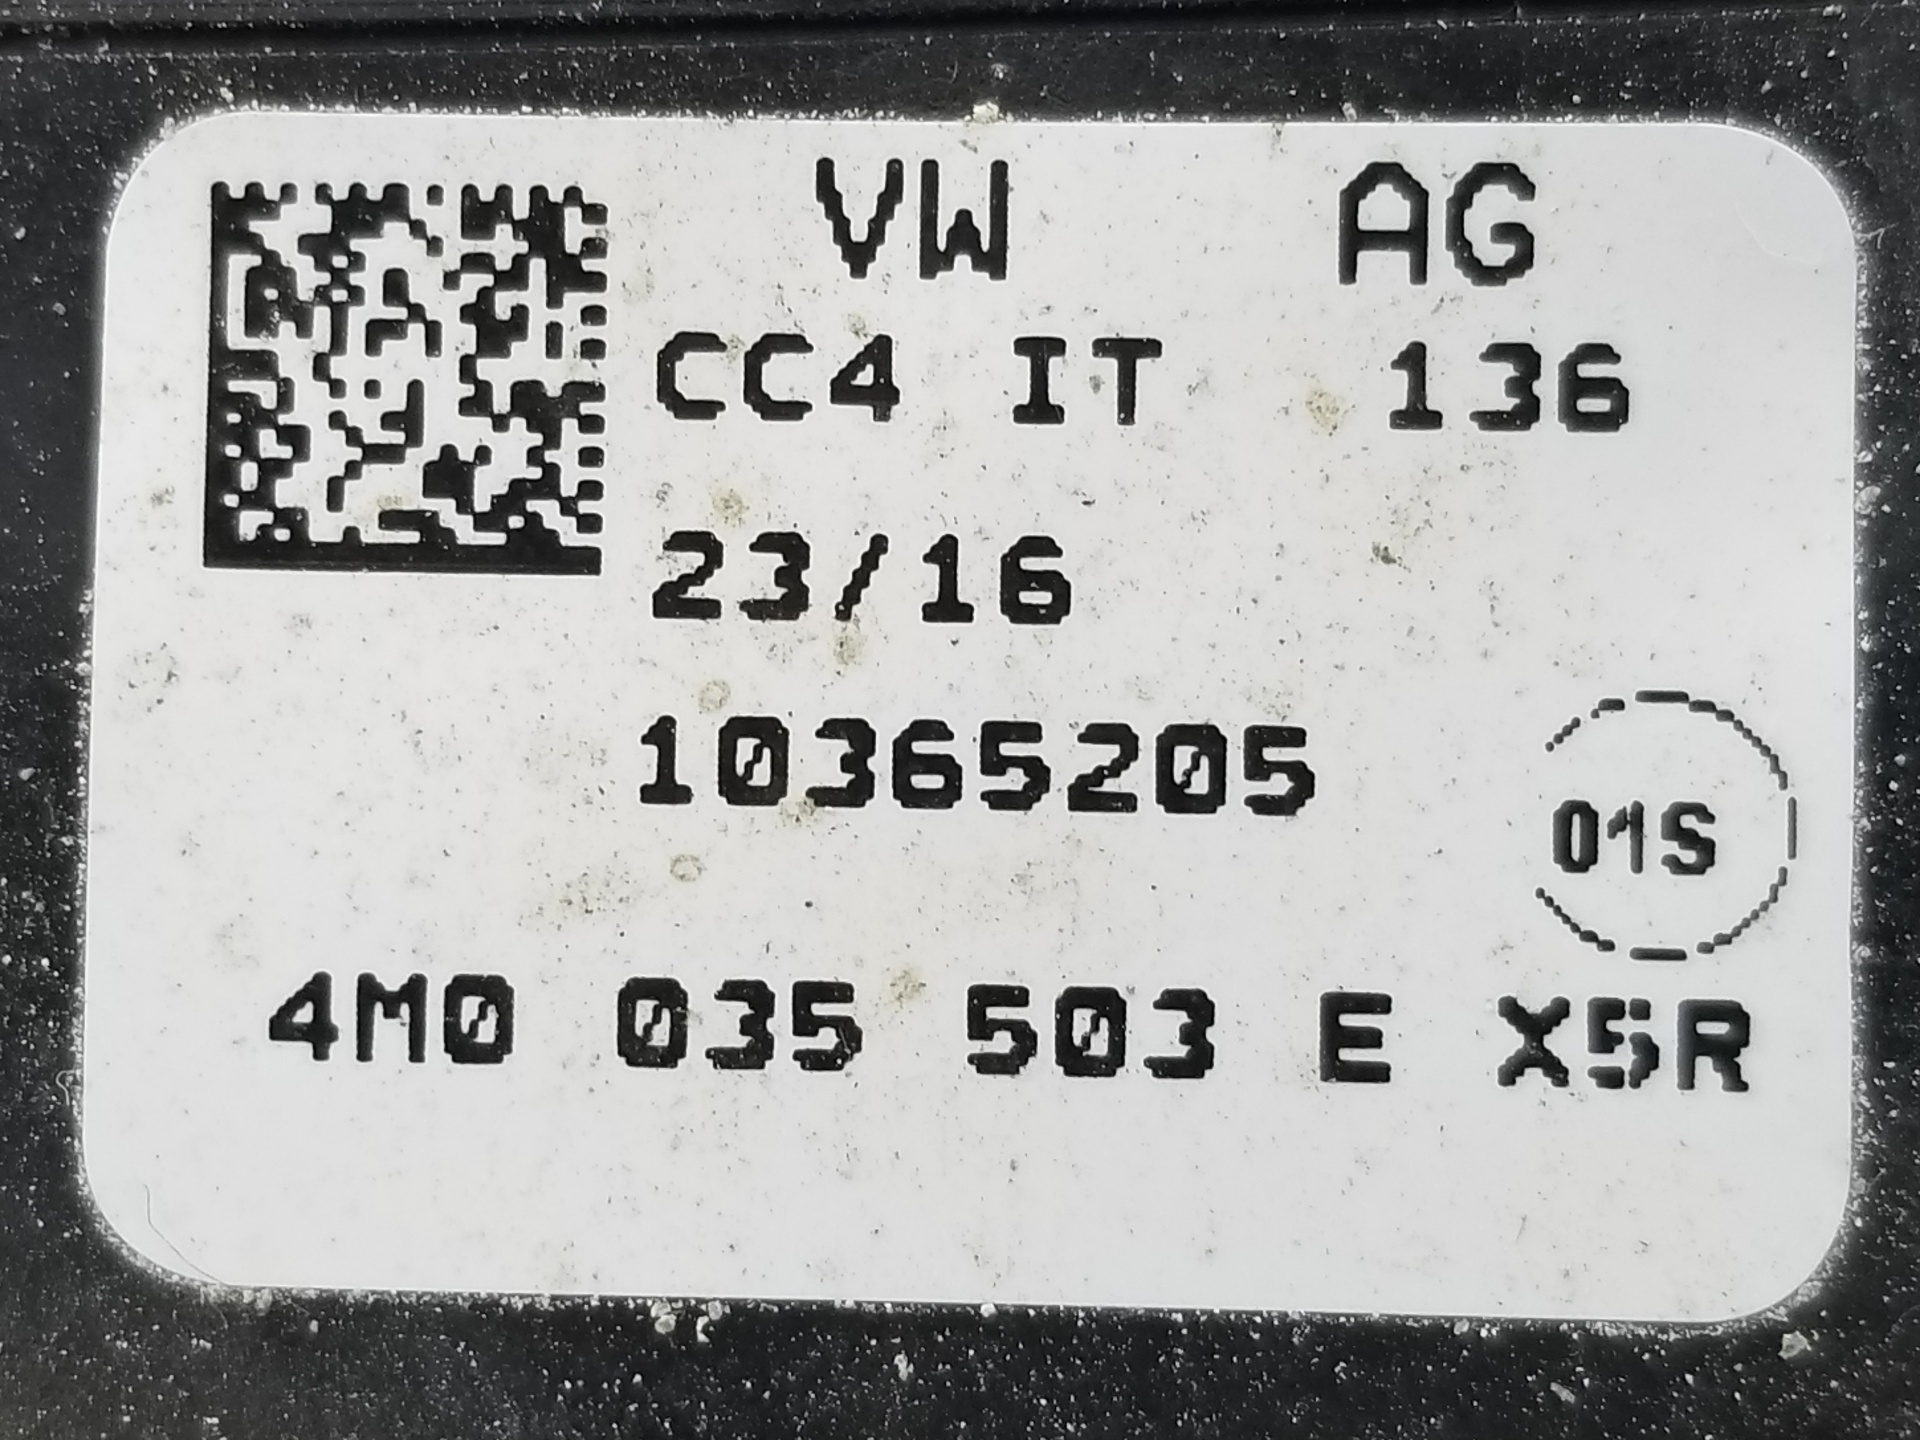 VW AG
CC4 IT 136
23/16
10365205
01S
4M0 035 503 E X5R